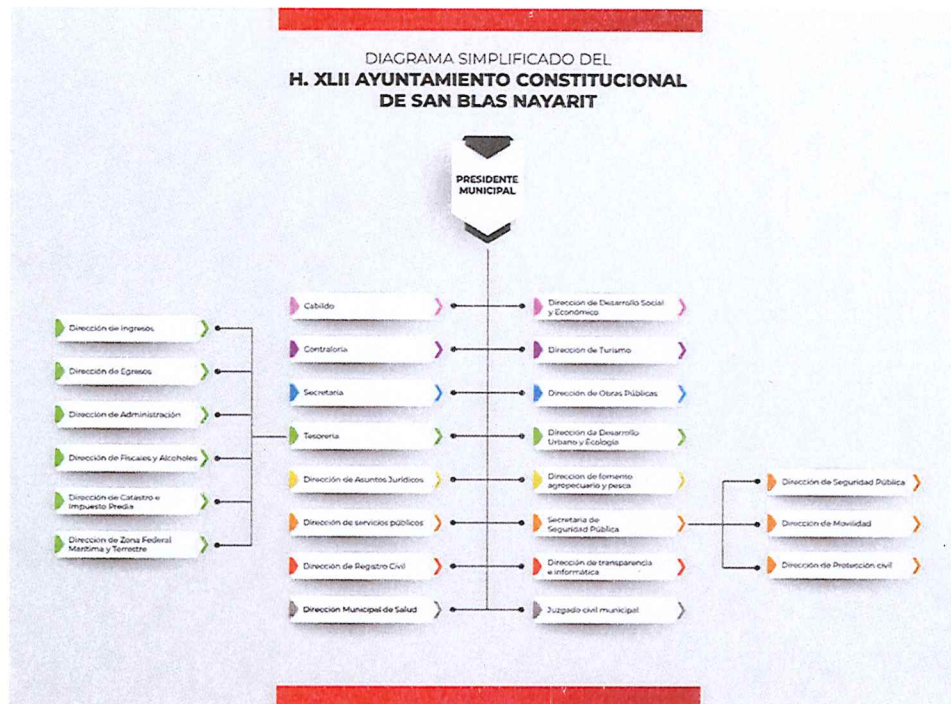 DIAGRAMA SIMPLIFICADO DEL
H. XLII AYUNTAMIENTO CONSTITUCIONAL
DE SAN BLAS NAYARIT
PRESIDENTE
MUNICIPAL
Cabildo
Contraloría
Secretaría
Tesorería
Dirección de Asuntos Jurídicos
Dirección de servicios públicos
Dirección de Registro Civil
Dirección Municipal de Salud
Dirección de Desarrollo Social
y Económico
Dirección de Turismo
Dirección de Obras Públicas
Dirección de Desarrollo
Urbano y Ecología
Dirección de fomento
agropecuario y pesca
Secretaria de
Seguridad Pública
Dirección de transparencia
e informática
Juzgado civil municipal
Dirección de Ingresos
Dirección de Egresos
Dirección de Administración
Dirección de Fiscales y Alcoholes
Dirección de Catastro e
Impuesto Predia
Dirección de Zona Federal
Marítima y Terrestre
Dirección de Seguridad Pública
Dirección de Movilidad
Dirección de Protección civil